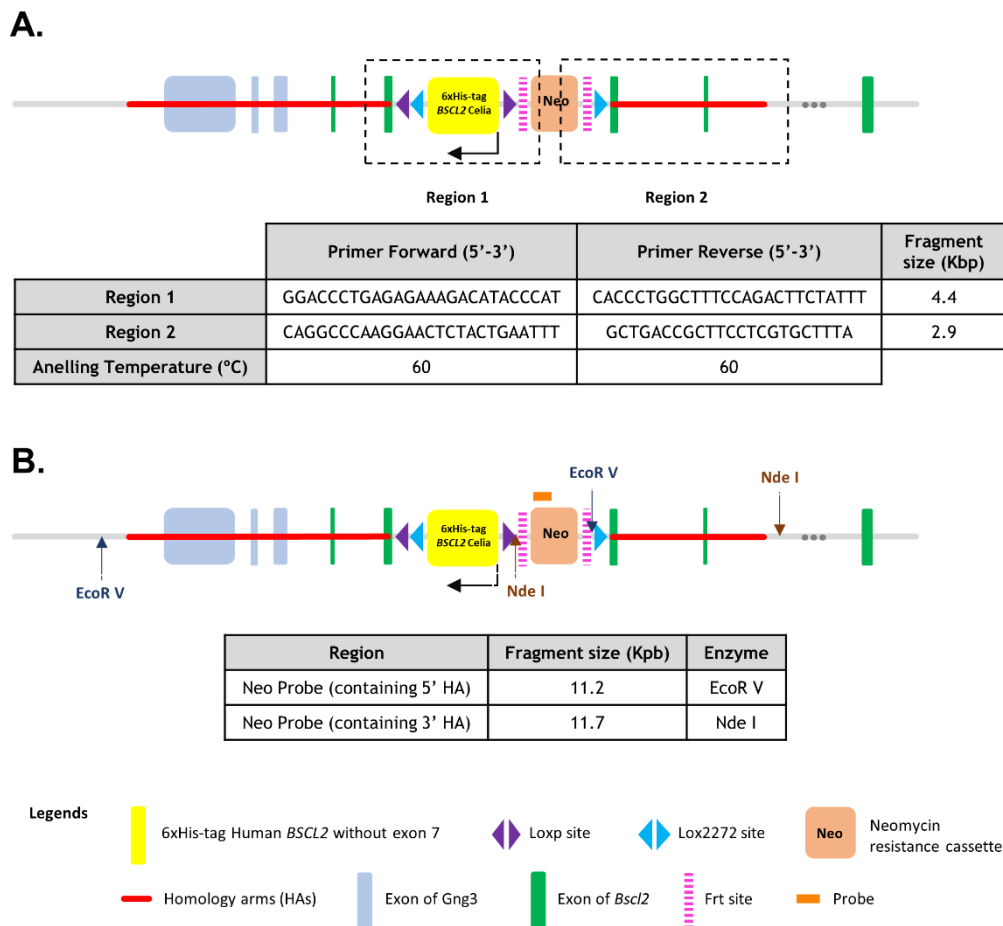 A.
6xHis-tag
BSCL2 Celia
Neo
Region 1 Region 2
Primer Forward (5’-3’) Primer Reverse (5’-3’) Fragment
size (Kbp)
Region 1 GGACCCTGAGAGAAAGACATACCCAT CACCCTGGCTTTCCAGACTTCTATTT 4.4
Region 2 CAGGCCCAAGGAACTCTACTGAATTT GCTGACCGCTTCCTCGTGCTTTA 2.9
Anelling Temperature (ºC) 60 60
B.
EcoR V
Nde I
6xHis-tag
BSCL2 Celia
Neo
EcoR V
Nde I
Region Fragment size (Kpb) Enzyme
Neo Probe (containing 5’ HA) 11.2 EcoR V
Neo Probe (containing 3’ HA) 11.7 Nde I
Legends
6xHis-tag Human BSCL2 without exon 7
Loxp site
Lox2272 site
Neo
Neomycin
resistance cassette
Homology arms (HAs)
Exon of Gng3
Exon of Bscl2
Frt site
Probe